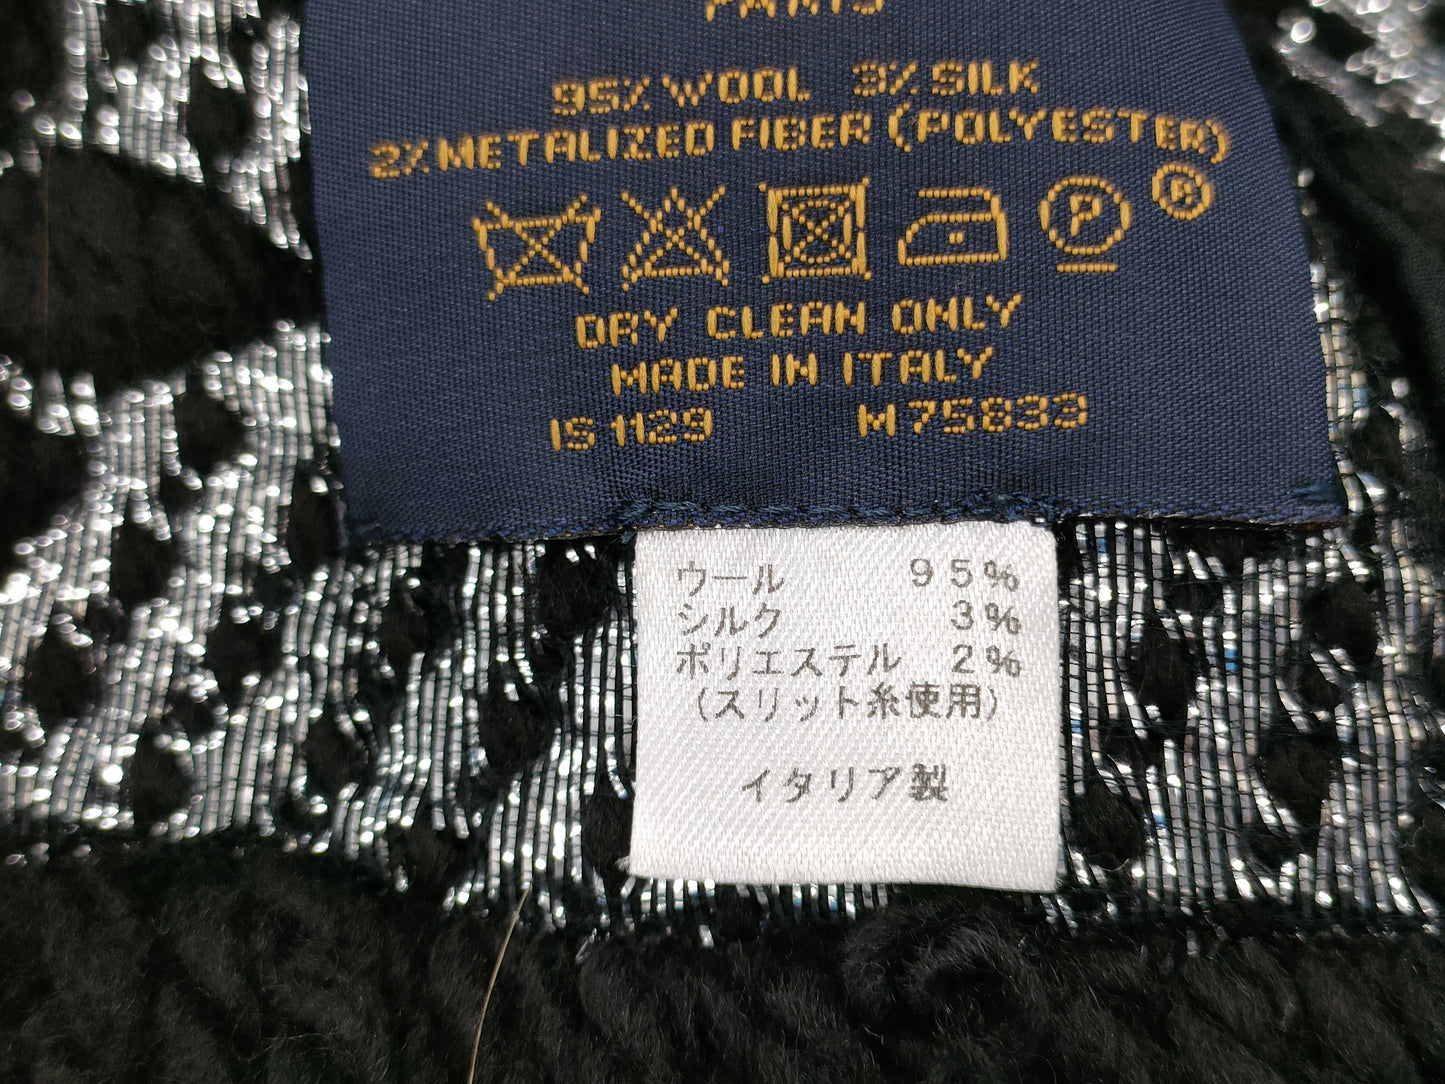 PARIS
95% WOOL 3% SILK
2% METALIZED FIBER (POLYESTER)
P ®
DRY CLEAN ONLY
MADE IN ITALY
IS 1129 M 75833
ウール 95%
シルク 3%
ポリエステル 2%
(スリット糸使用)
イタリア製